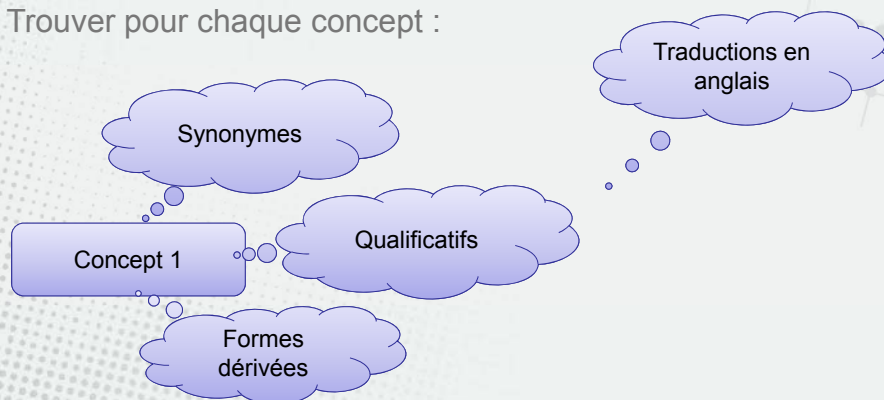 Trouver pour chaque concept :
Traductions en
anglais
Synonymes
Qualificatifs
Concept 1
Formes
dérivées